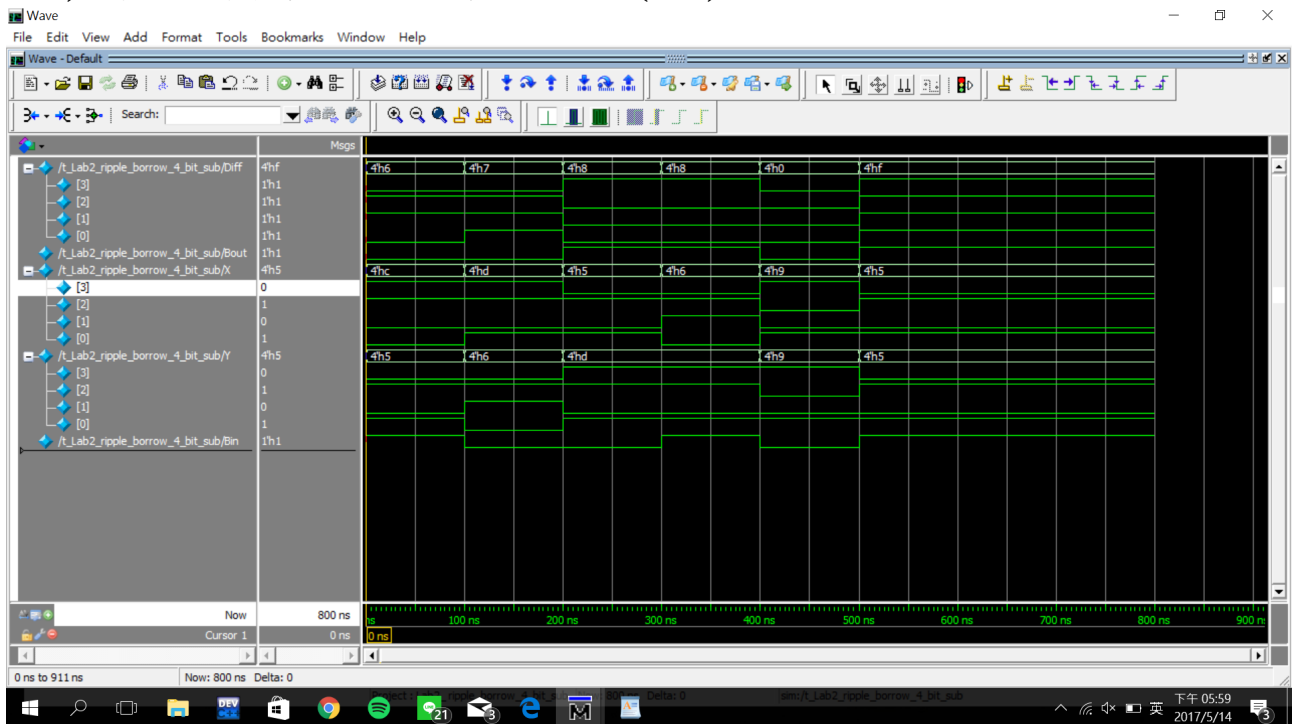 Wave
File Edit View Add Format Tools Bookmarks Window Help
Wave - Default
Search:
Msgs
/t_Lab2_ripple_borrow_4_bit_sub/Diff 4'hf 4'h6 4'h7 4'h8 4'h8 4'h0 4'hf
[3] 1'h1
[2] 1'h1
[1] 1'h1
[0] 1'h1
/t_Lab2_ripple_borrow_4_bit_sub/Bout 1'h1
/t_Lab2_ripple_borrow_4_bit_sub/X 4'h5 4'hc 4'hd 4'h5 4'h6 4'h9 4'h5
[3] 0
[2] 1
[1] 0
[0] 1
/t_Lab2_ripple_borrow_4_bit_sub/Y 4'h5 4'h5 4'h6 4'hd 4'h9 4'h5
[3] 0
[2] 1
[1] 0
[0] 1
/t_Lab2_ripple_borrow_4_bit_sub/Bin 1'h1
Now 800 ns ns 100 ns 200 ns 300 ns 400 ns 500 ns 600 ns 700 ns 800 ns 900 ns
Cursor 1 0 ns 0 ns
0 ns to 911 ns Now: 800 ns Delta: 0
sim:/t_Lab2_ripple_borrow_4_bit_sub
DEV C++ 21 3 英 下午 05:59
2017/5/14 3